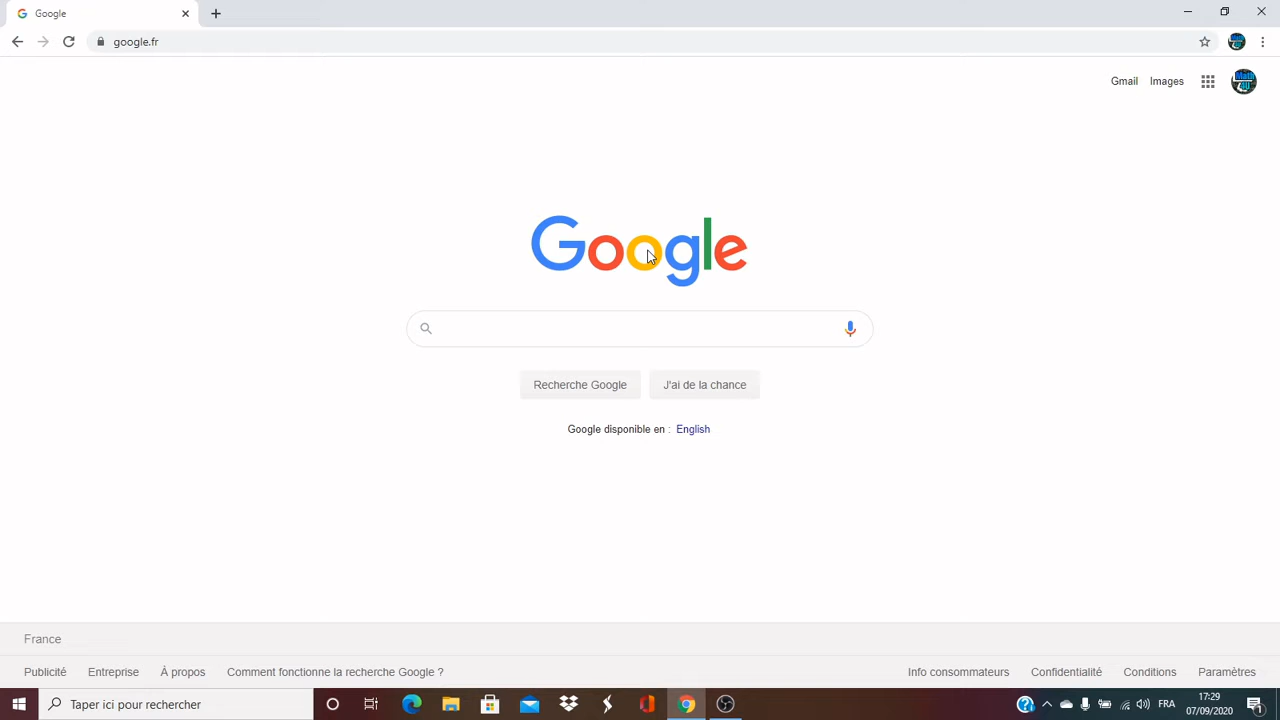 Google
google.fr
Gmail Images
Google
Recherche Google J'ai de la chance
Google disponible en : English
France
Publicité Entreprise À propos Comment fonctionne la recherche Google ? Info consommateurs Confidentialité Conditions Paramètres
Taper ici pour rechercher FRA 17:29
07/09/2020 1